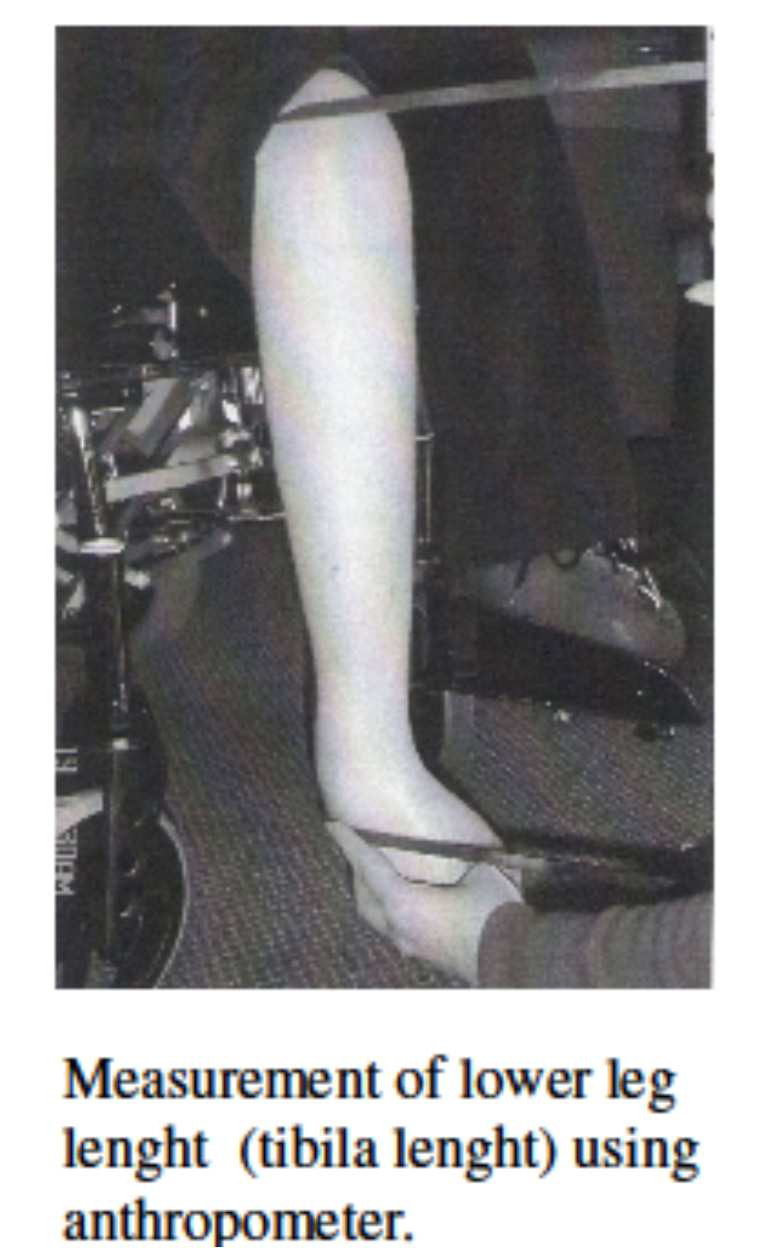 Measurement of lower leg
lenght (tibila lenght) using
anthropometer.